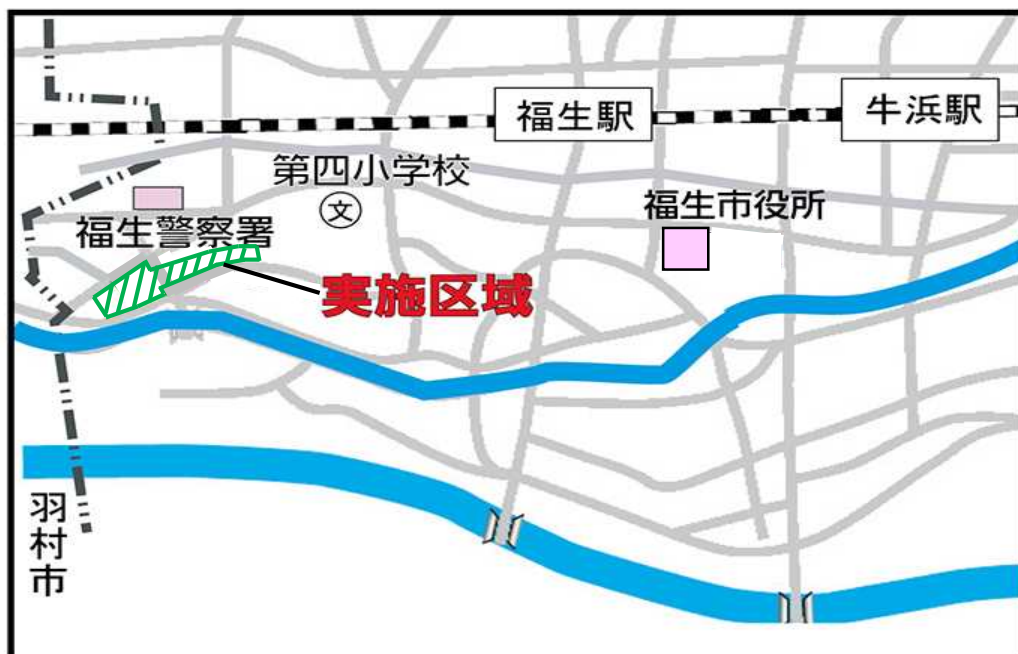 福生駅
牛浜駅
第四小学校
文
福生市役所
福生警察署
実施区域
羽村市